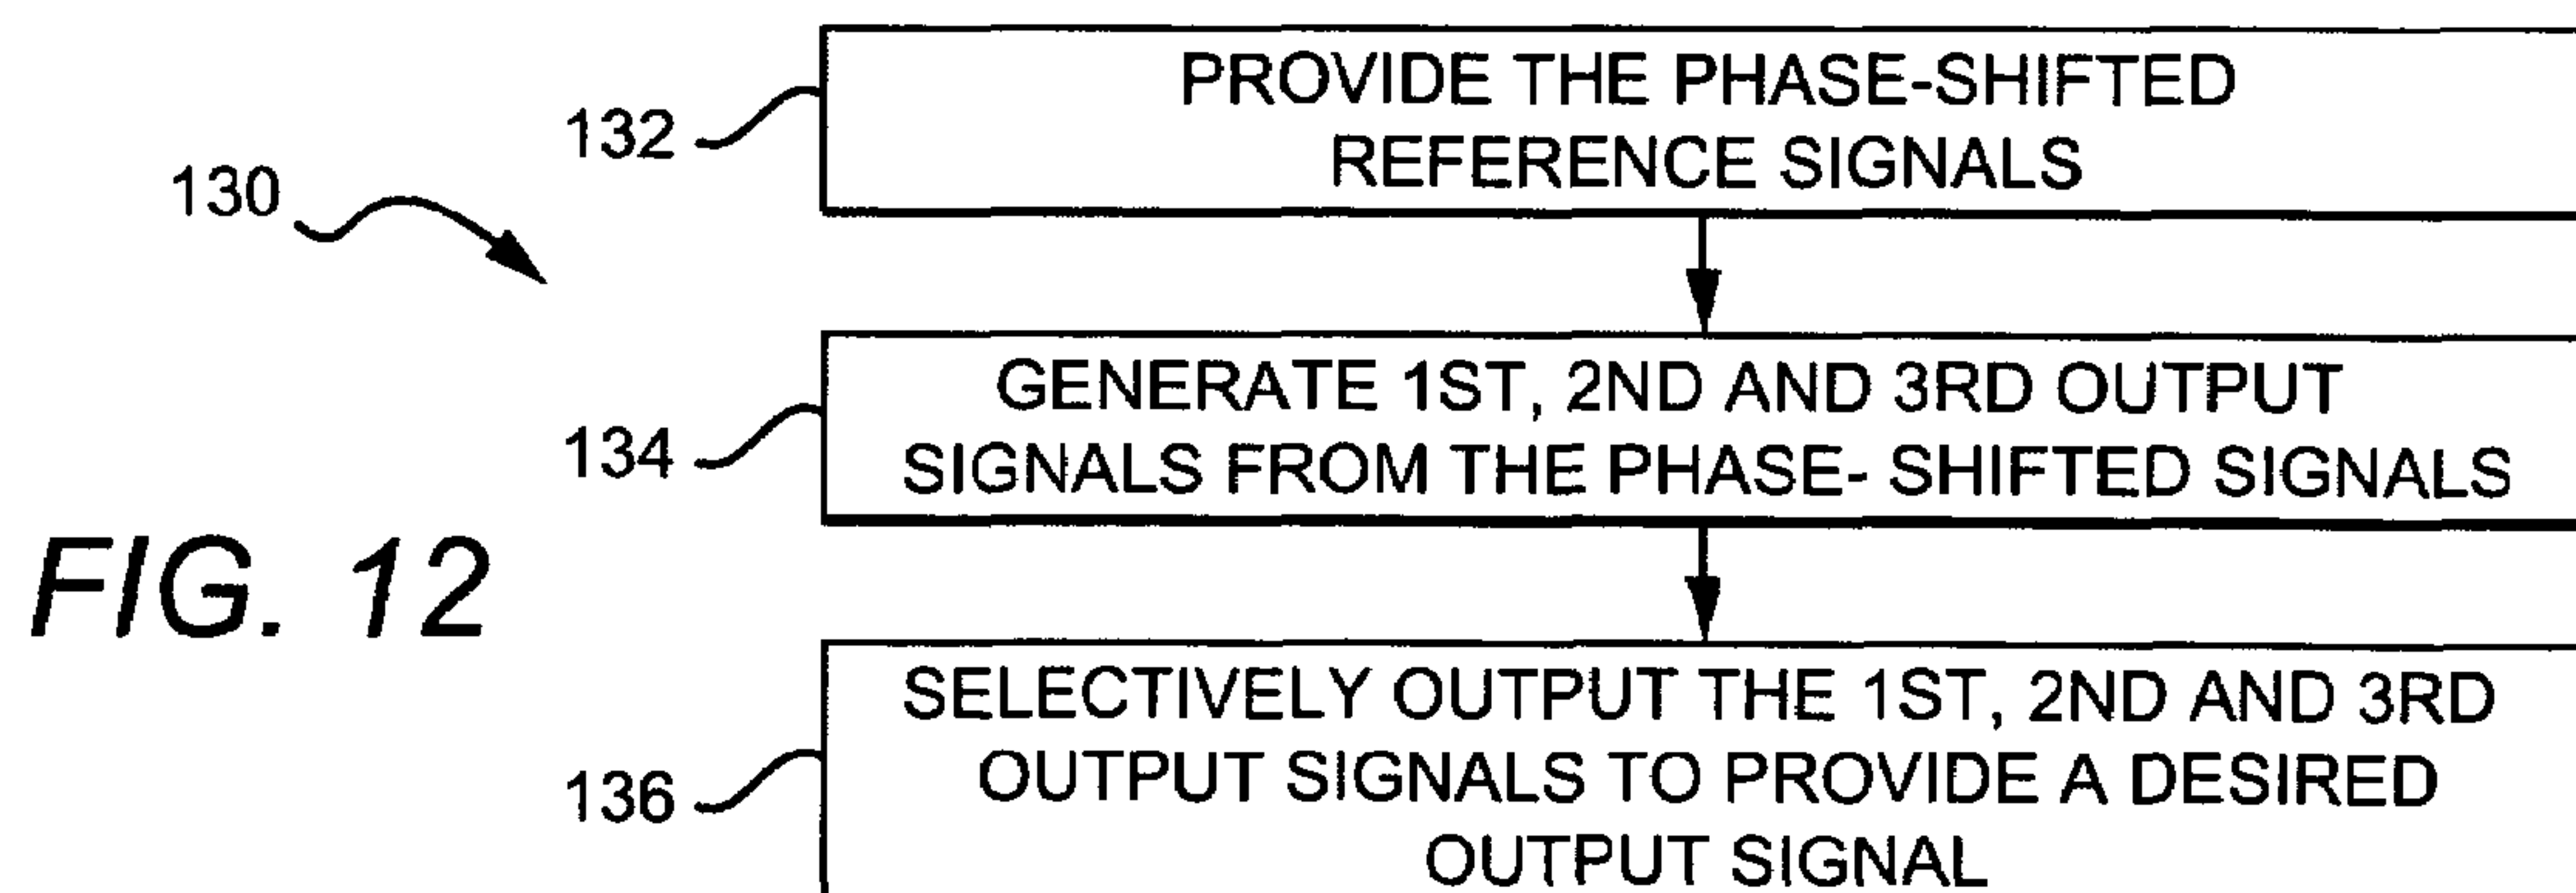 PROVIDE THE PHASE-SHIFTED
REFERENCE SIGNALS
132
130
GENERATE 1ST, 2ND AND 3RD OUTPUT
SIGNALS FROM THE PHASE- SHIFTED SIGNALS
134
FIG. 12
SELECTIVELY OUTPUT THE 1ST, 2ND AND 3RD
OUTPUT SIGNALS TO PROVIDE A DESIRED
OUTPUT SIGNAL
136